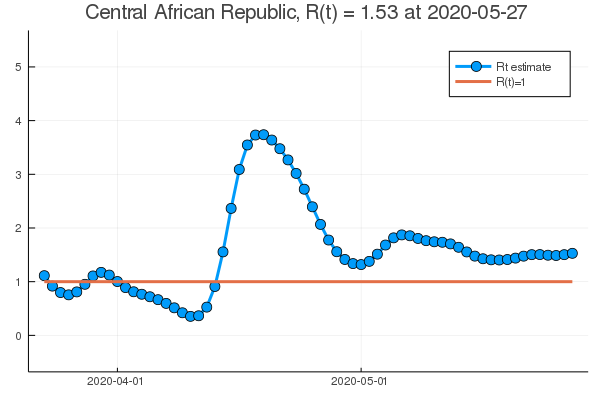 Central African Republic, R(t) = 1.53 at 2020-05-27
Rt estimate
R(t)=1
5
4
3
2
1
0
2020-04-01
2020-05-01